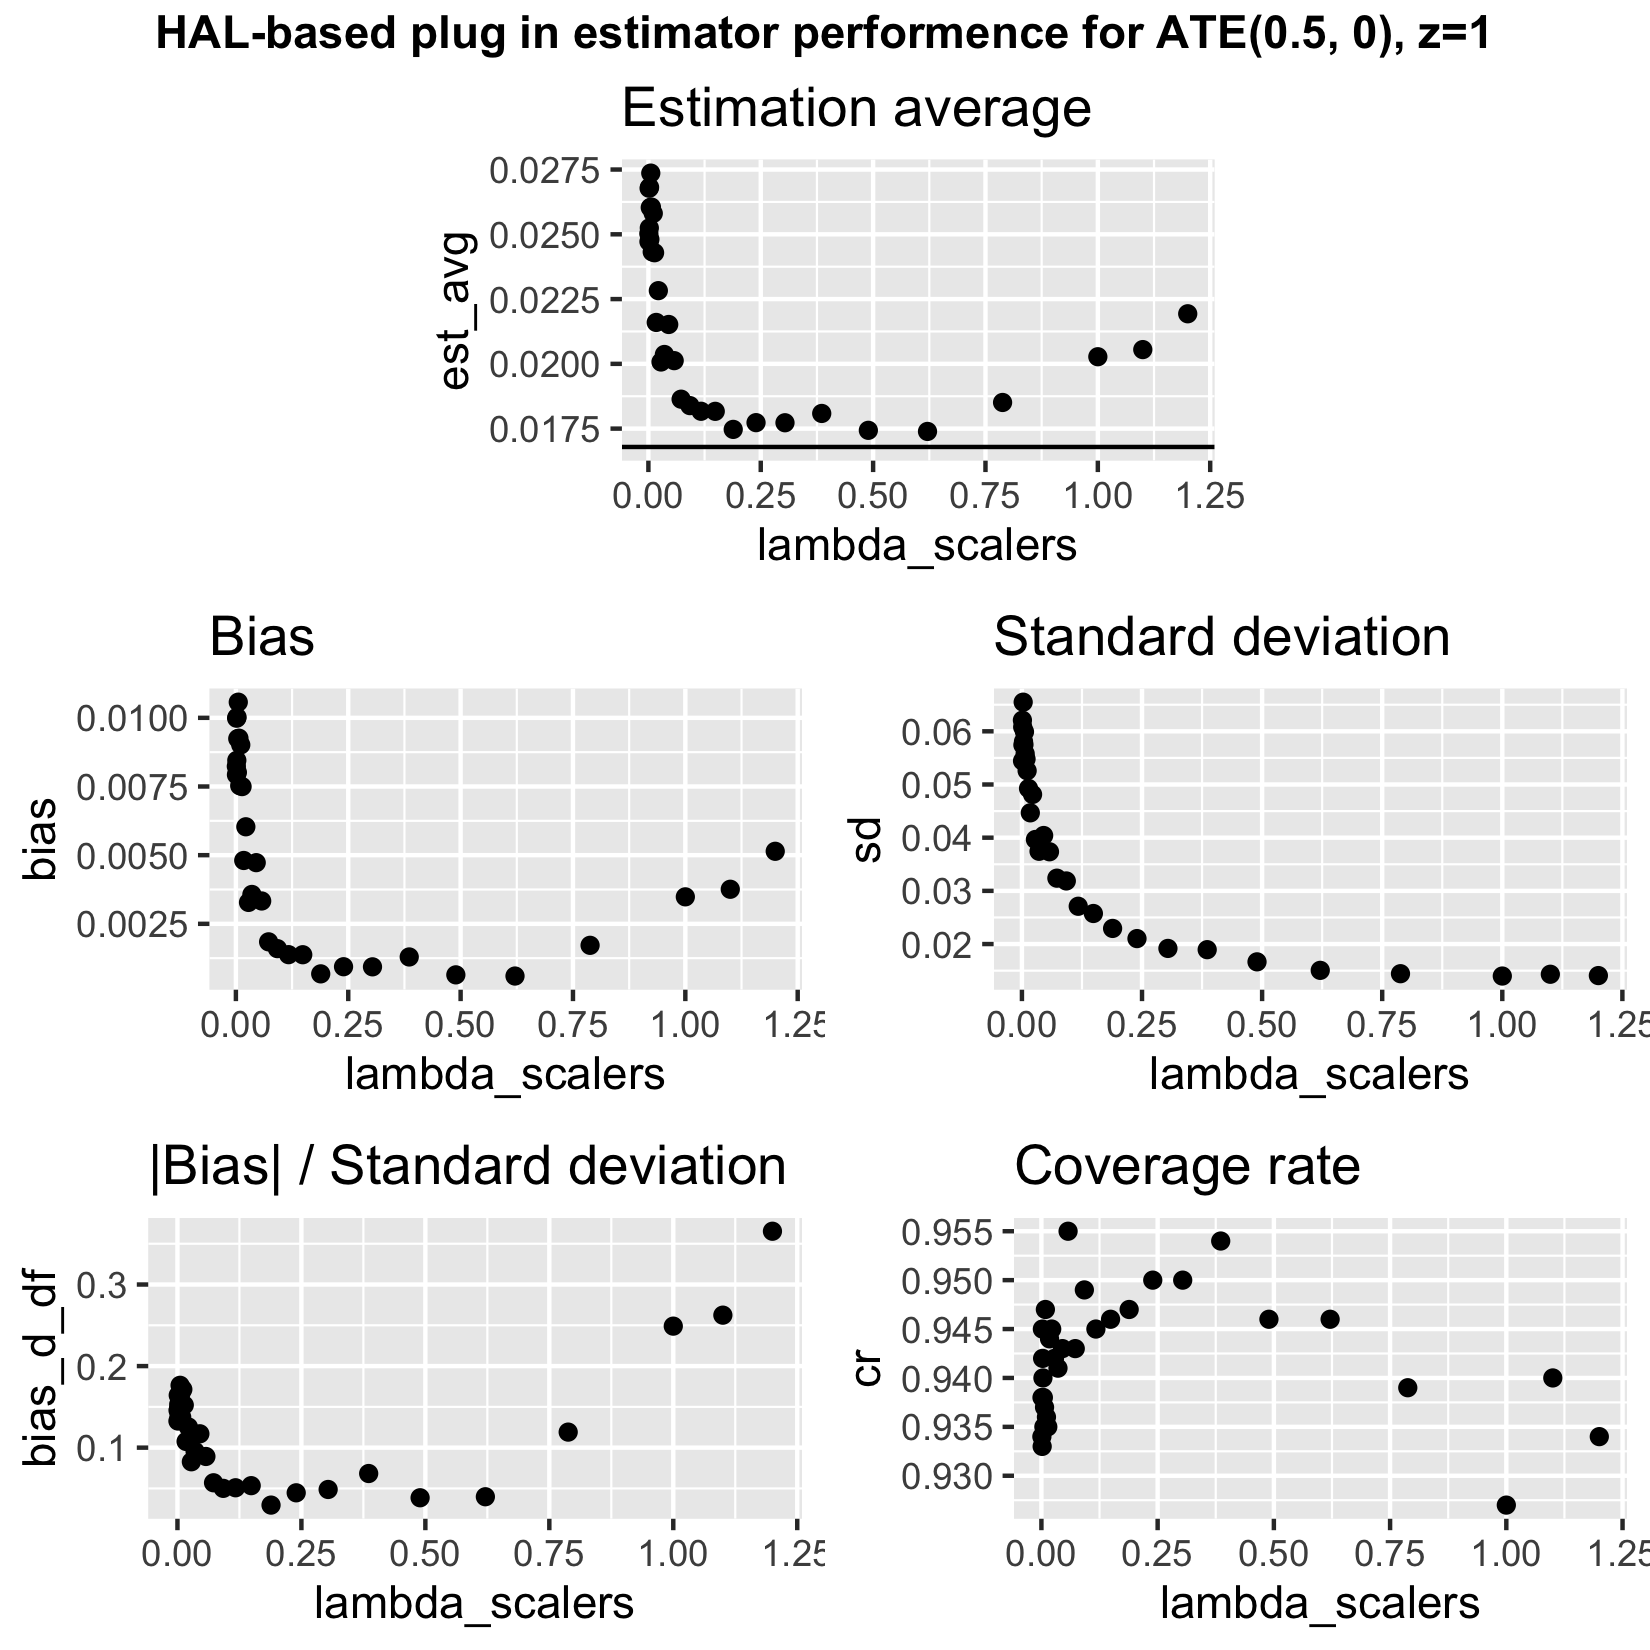 HAL-based plug in estimator performence for ATE(0.5, 0), z=1
Estimation average
0.0275
0.0250
0.0225
0.0200
0.0175
est_avg
0.00 0.25 0.50 0.75 1.00 1.25
lambda_scalers
Bias
0.0100
0.0075
0.0050
0.0025
bias
0.00 0.25 0.50 0.75 1.00 1.25
lambda_scalers
Standard deviation
0.06
0.05
0.04
0.03
0.02
sd
0.00 0.25 0.50 0.75 1.00 1.25
lambda_scalers
|Bias| / Standard deviation
0.3
0.2
0.1
bias_d_df
0.00 0.25 0.50 0.75 1.00 1.25
lambda_scalers
Coverage rate
0.955
0.950
0.945
0.940
0.935
0.930
cr
0.00 0.25 0.50 0.75 1.00 1.25
lambda_scalers